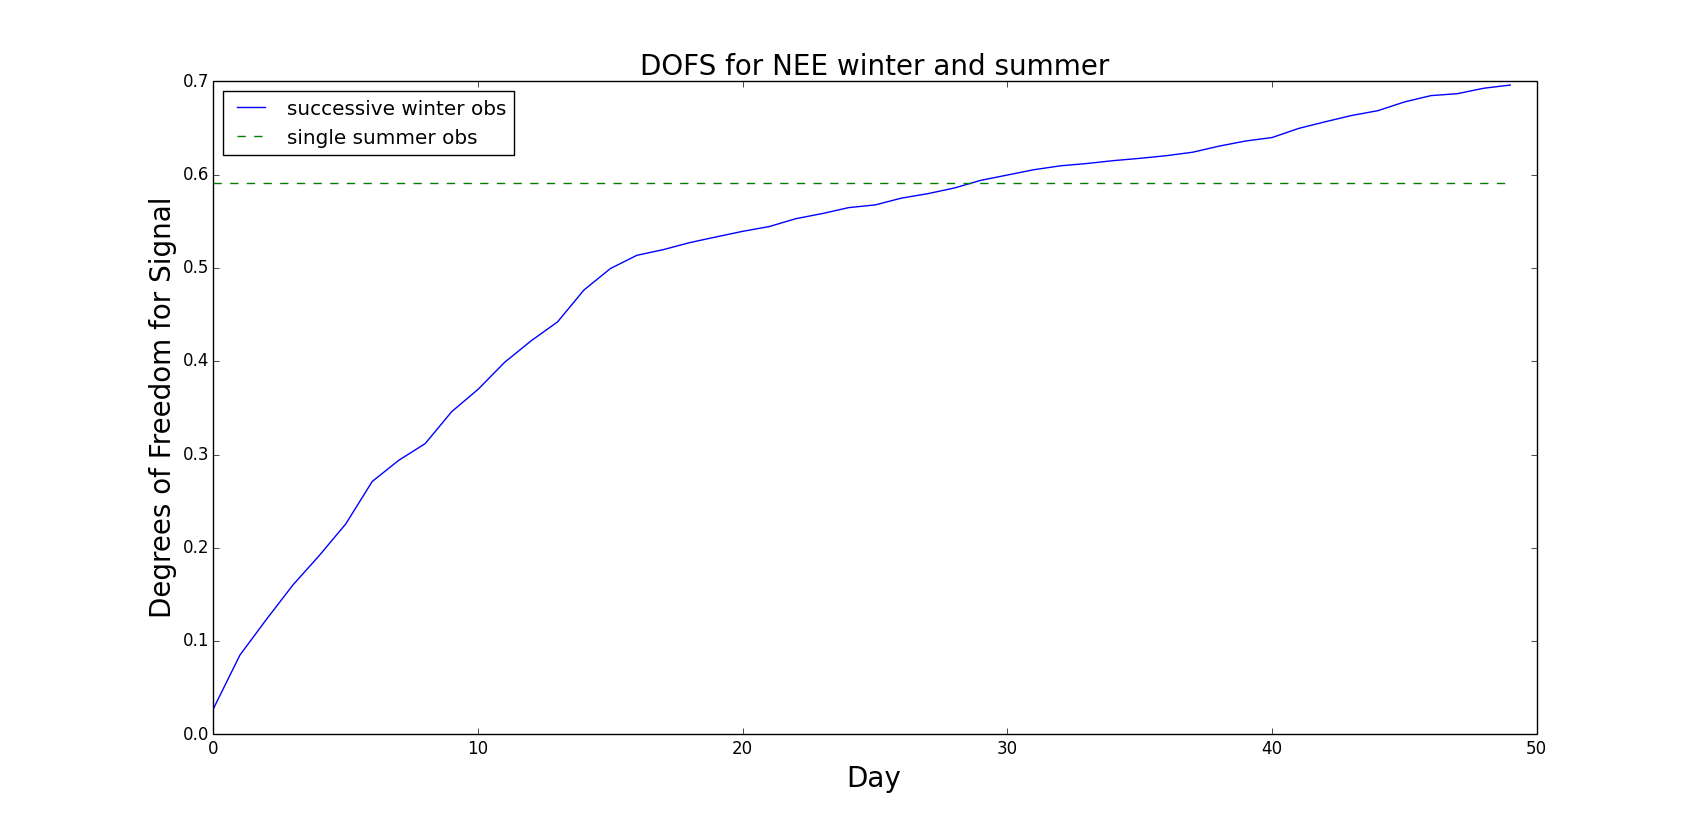 DOFS for NEE winter and summer
successive winter obs
single summer obs
Degrees of Freedom for Signal
0.7
0.6
0.5
0.4
0.3
0.2
0.1
0.0
0 10 20 30 40 50
Day